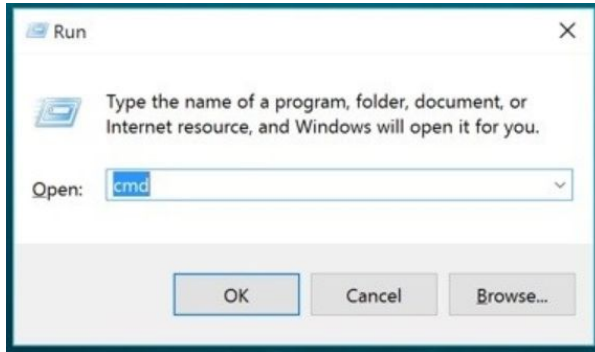 Run
Type the name of a program, folder, document, or
Internet resource, and Windows will open it for you.
Open:
cmd
OK
Cancel
Browse...